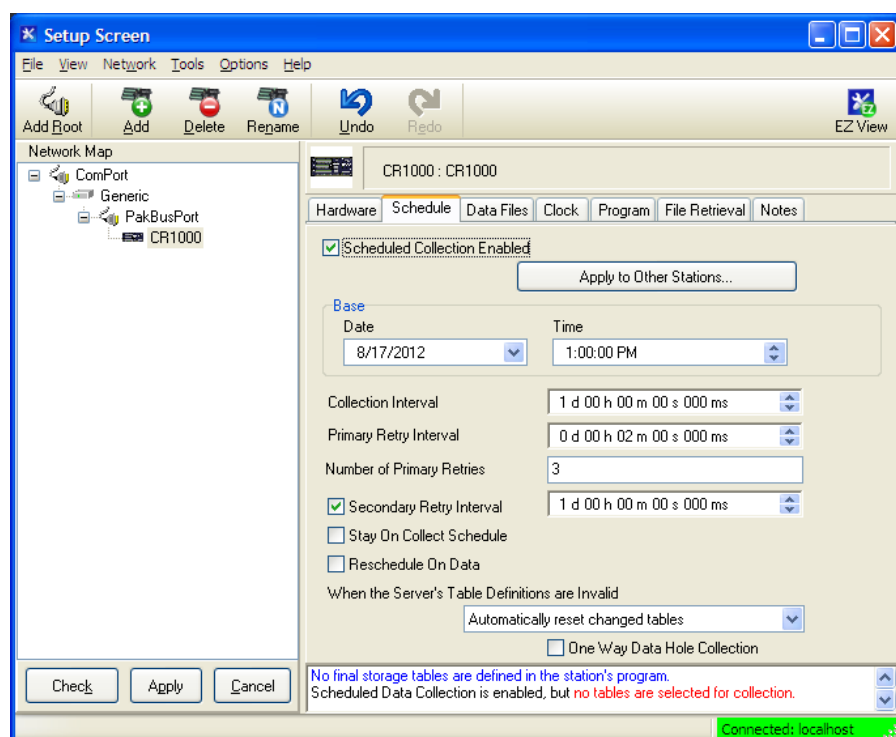 Setup Screen
File View Network Tools Options Help
Add Root Add Delete Rename Undo Redo EZ View
Network Map
ComPort
Generic
PakBusPort
CR1000
CR1000 : CR1000
Hardware Schedule Data Files Clock Program File Retrieval Notes
Scheduled Collection Enabled
Apply to Other Stations...
Base
Date Time
8/17/2012 1:00:00 PM
Collection Interval 1 d 00 h 00 m 00 s 000 ms
Primary Retry Interval 0 d 00 h 02 m 00 s 000 ms
Number of Primary Retries 3
Secondary Retry Interval 1 d 00 h 00 m 00 s 000 ms
Stay On Collect Schedule
Reschedule On Data
When the Server's Table Definitions are Invalid
Automatically reset changed tables
One Way Data Hole Collection
Check Apply Cancel
No final storage tables are defined in the station's program.
Scheduled Data Collection is enabled, but no tables are selected for collection.
Connected: localhost